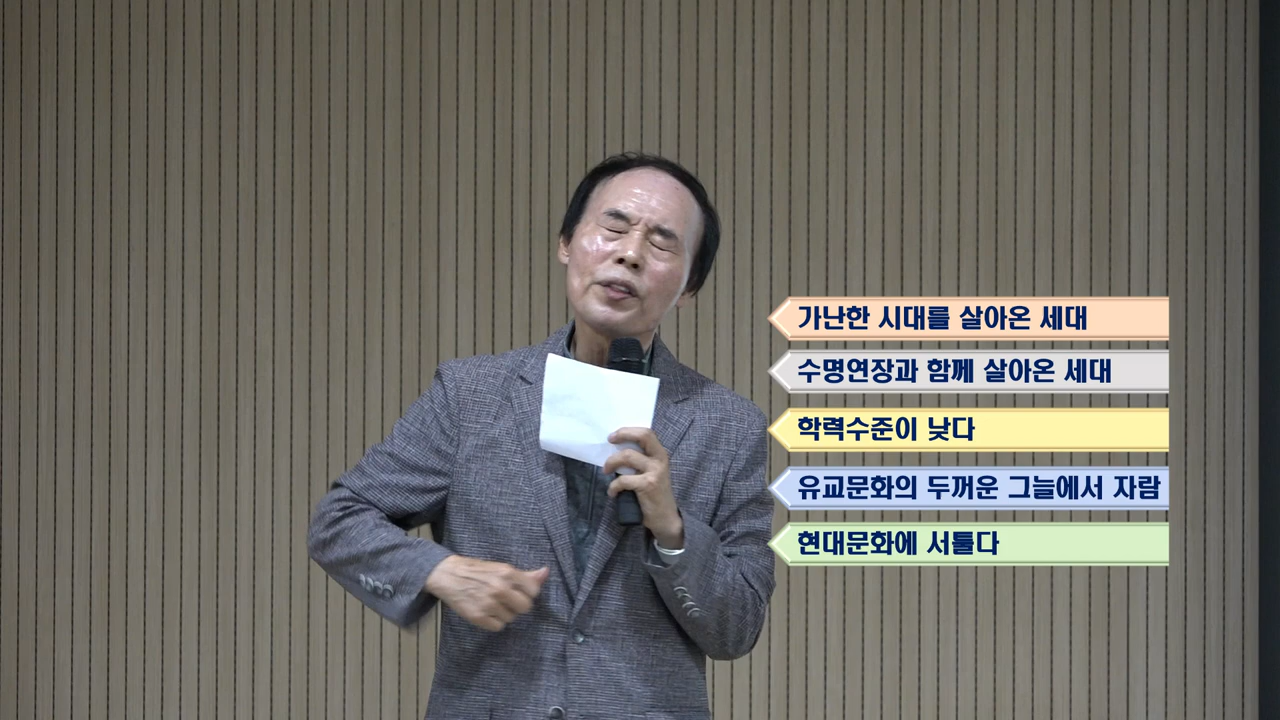 가난한 시대를 살아온 세대
수명연장과 함께 살아온 세대
학력수준이 낮다
유교문화의 두꺼운 그늘에서 자람
현대문화에 서툴다